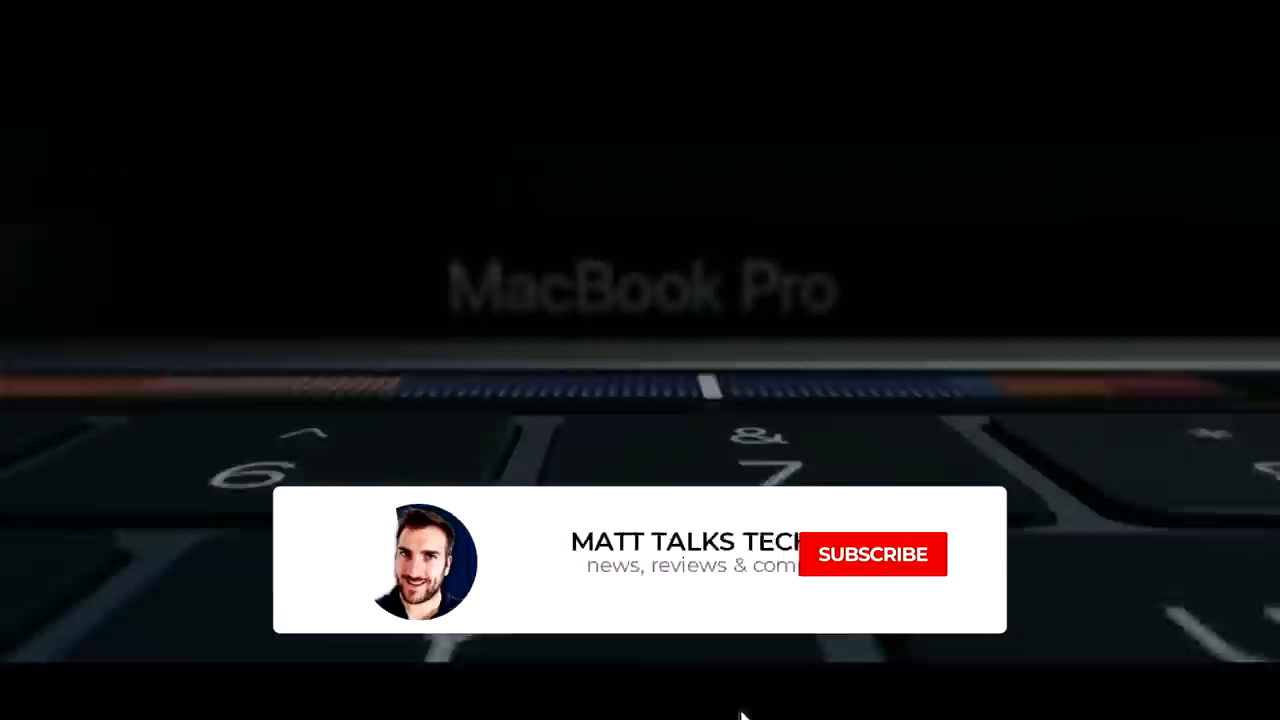 MacBook Pro
^ & *
6 7
MATT TALKS TECH
news, reviews & com
SUBSCRIBE